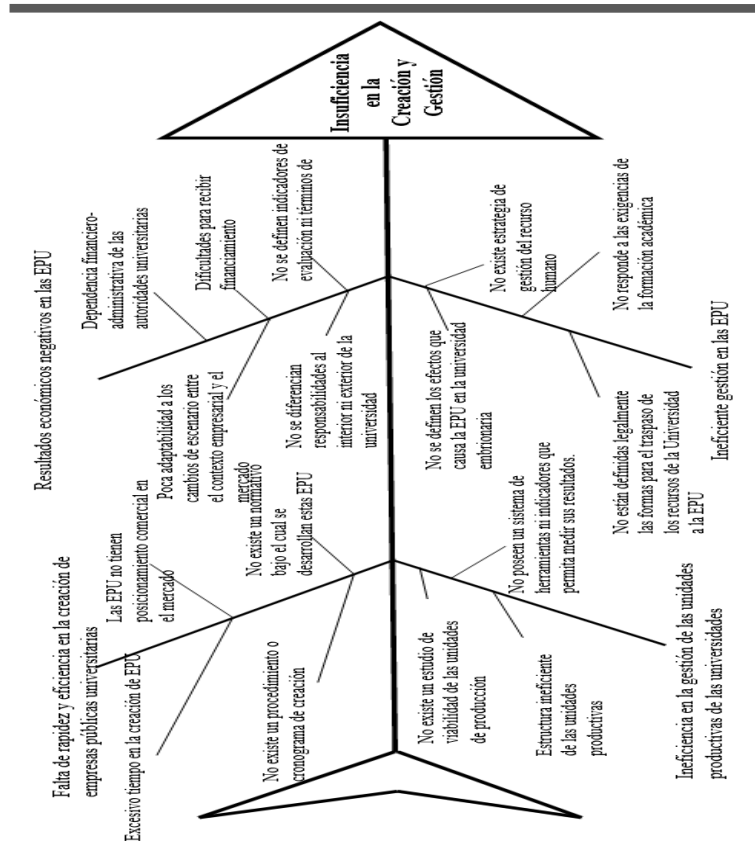 Insuficiencia
en la
Creación y
Gestión
Resultados económicos negativos en las EPU
Dependencia financiero-
administrativa de las
autoridades universitarias
Dificultades para recibir
financiamiento
No se definen indicadores de
evaluación ni términos de
Poca adaptabilidad a los
cambios de escenario entre
el contexto empresarial y el
mercado
No se diferencian
responsabilidades al
interior ni exterior de la
universidad
Falta de rapidez y eficiencia en la creación de
empresas públicas universitarias
Las EPU no tienen
posicionamiento comercial en
el mercado
No existe un normativo
bajo el cual se
desarrollan estas EPU
Excesivo tiempo en la creación de EPU
No existe un procedimiento o
cronograma de creación
No existe estrategia de
gestión del recurso
humano
No responde a las exigencias de
la formación académica
No se definen los efectos que
causa la EPU en la universidad
embrionaria
No están definidas legalmente
las formas para el traspaso de
los recursos de la Universidad
a la EPU
Ineficiente gestión en las EPU
No poseen un sistema de
herramientas ni indicadores que
permita medir sus resultados.
No existe un estudio de
viabilidad de las unidades
de producción
Estructura ineficiente
de las unidades
productivas
Ineficiencia en la gestión de las unidades
productivas de las universidades